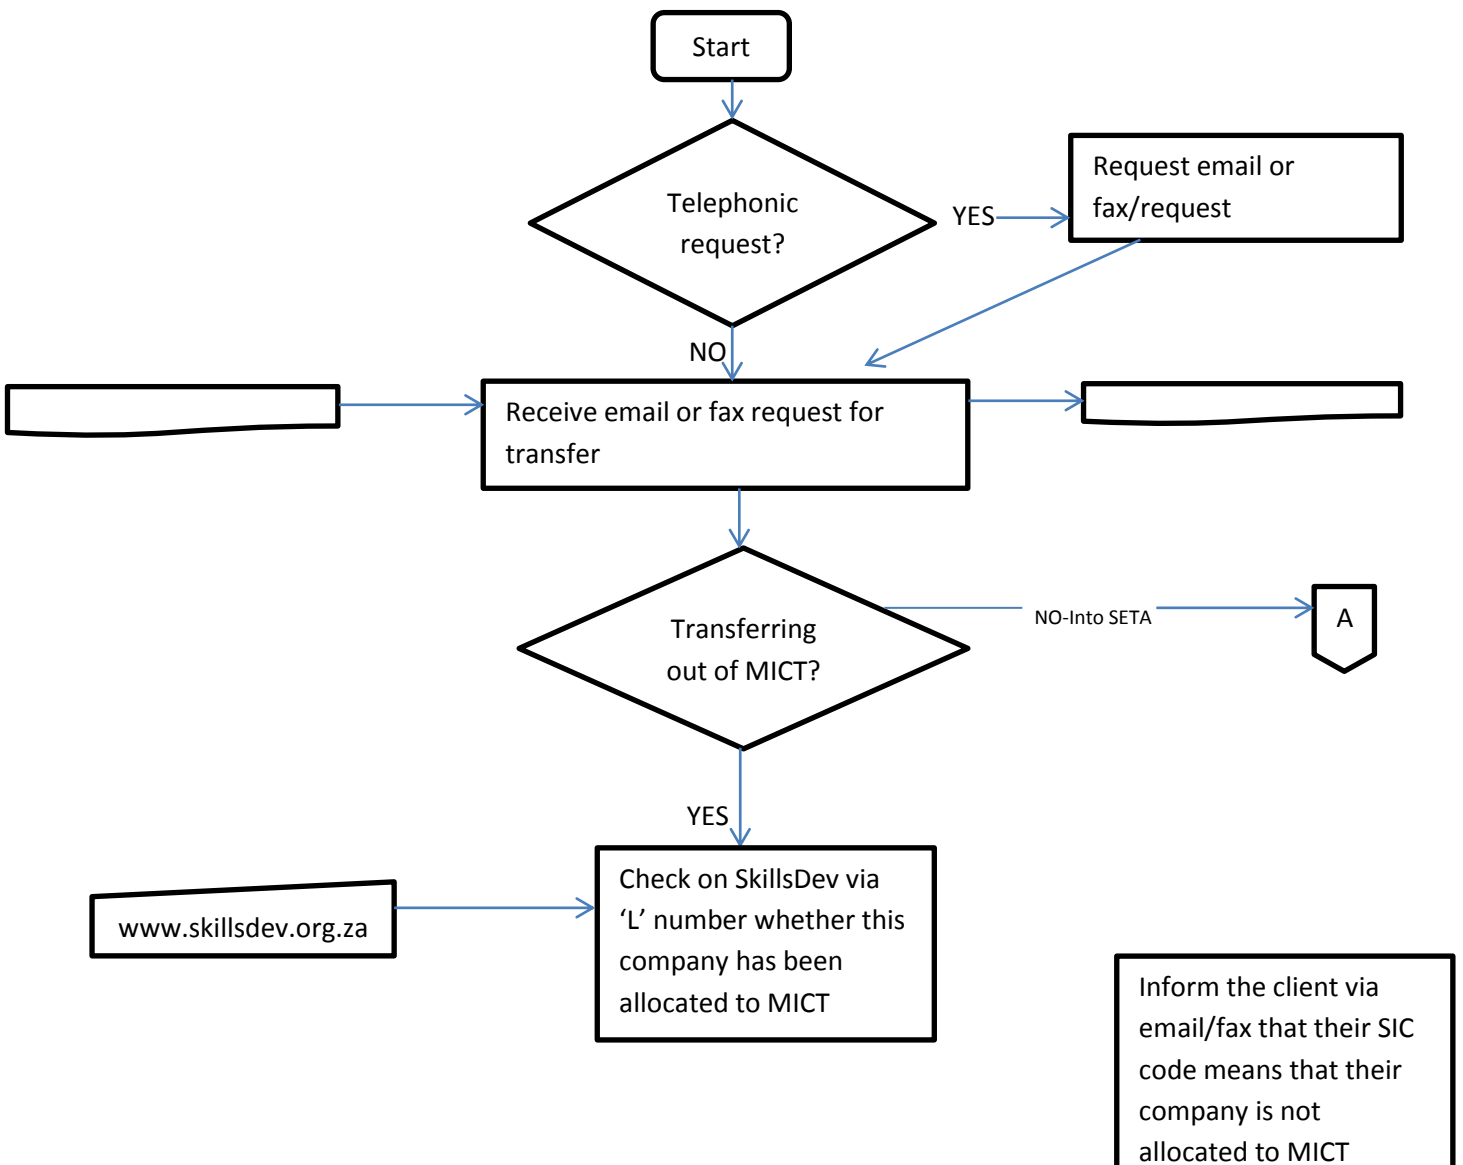 Start
Telephonic
request?
YES
Request email or
fax/request
NO
Receive email or fax request for
transfer
Transferring
out of MICT?
NO-Into SETA
A
YES
Check on SkillsDev via
‘L’ number whether this
company has been
allocated to MICT
www.skillsdev.org.za
Inform the client via
email/fax that their SIC
code means that their
company is not
allocated to MICT